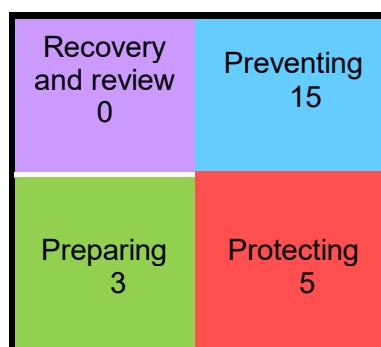 Recovery
and review
0
Preventing
15
Preparing
3
Protecting
5